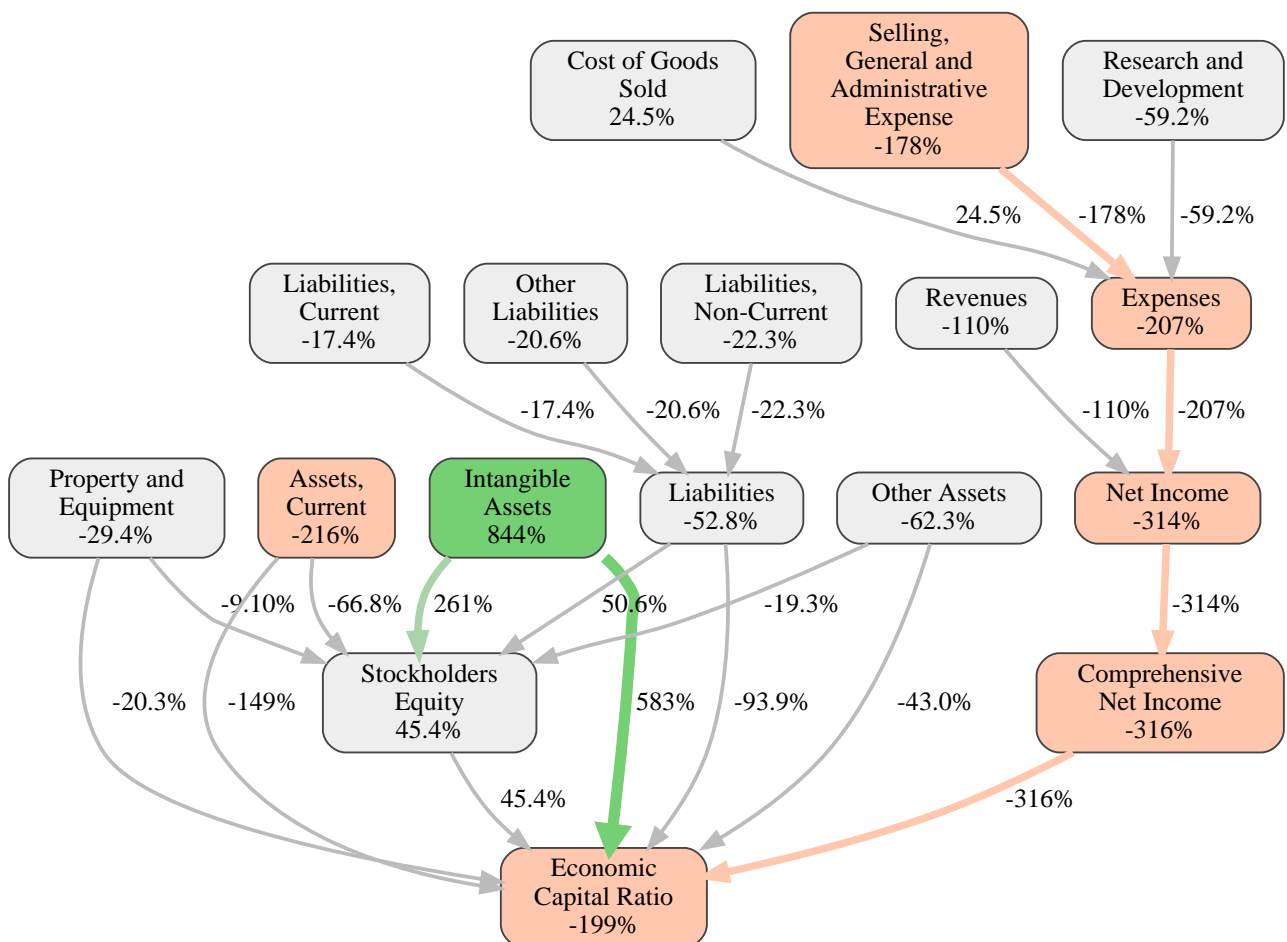 Cost of Goods
Sold
24.5%
Selling,
General and
Administrative
Expense
-178%
Research and
Development
-59.2%
24.5%
-178%
-59.2%
Liabilities,
Current
-17.4%
Other
Liabilities
-20.6%
Liabilities,
Non-Current
-22.3%
Revenues
-110%
Expenses
-207%
-17.4%
-20.6%
-22.3%
-110%
-207%
Property and
Equipment
-29.4%
Assets,
Current
-216%
Intangible
Assets
844%
Liabilities
-52.8%
Other Assets
-62.3%
Net Income
-314%
-9.10%
-66.8%
261%
50.6%
-19.3%
-314%
Stockholders
Equity
45.4%
Comprehensive
Net Income
-316%
-20.3%
-149%
583%
-93.9%
-43.0%
45.4%
-316%
Economic
Capital Ratio
-199%